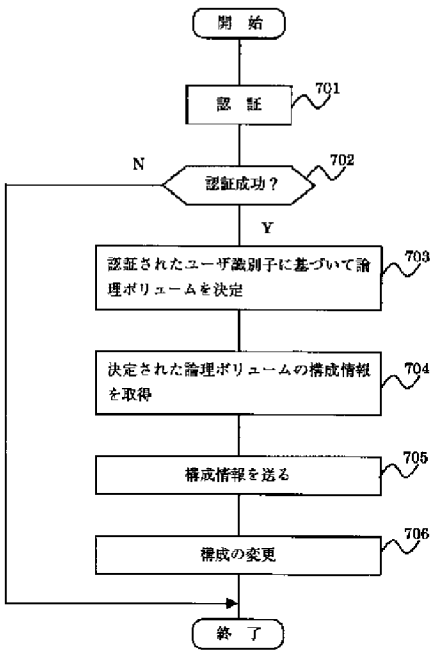 開 始
認 証
701
認証成功？
702
N
Y
認証されたユーザ識別子に基づいて論
理ボリュームを決定
703
決定された論理ボリュームの構成情報
を取得
704
構成情報を送る
705
構成の変更
706
終 了